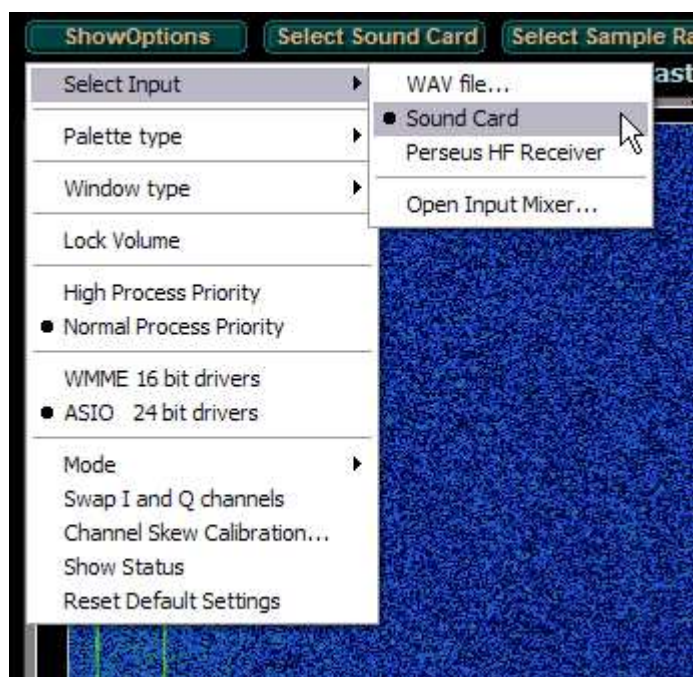 ShowOptions
Select Sound Card
Select Sample
Select Input
Palette type
Window type
Lock Volume
High Process Priority
Normal Process Priority
WMME 16 bit drivers
ASIO 24 bit drivers
Mode
Swap I and Q channels
Channel Skew Calibration...
Show Status
Reset Default Settings
WAV file...
Sound Card
Perseus HF Receiver
Open Input Mixer...